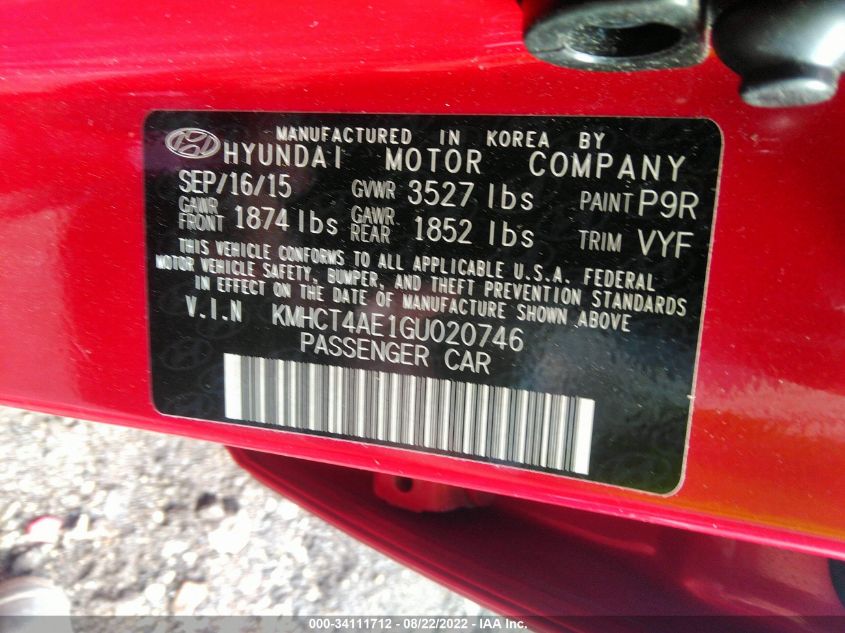 MANUFACTURED IN KOREA BY
HYUNDAI MOTOR COMPANY
SEP/16/15 GVWR 3527 lbs PAINT P9R
GAWR FRONT 1874 lbs GAWR REAR 1852 lbs TRIM VYF
THIS VEHICLE CONFORMS TO ALL APPLICABLE U.S.A. FEDERAL
MOTOR VEHICLE SAFETY, BUMPER, AND THEFT PREVENTION STANDARDS
IN EFFECT ON THE DATE OF MANUFACTURE SHOWN ABOVE
V.I.N KMHCT4AE1GU020746
PASSENGER CAR
000-34111712 - 08/22/2022 - IAA Inc.